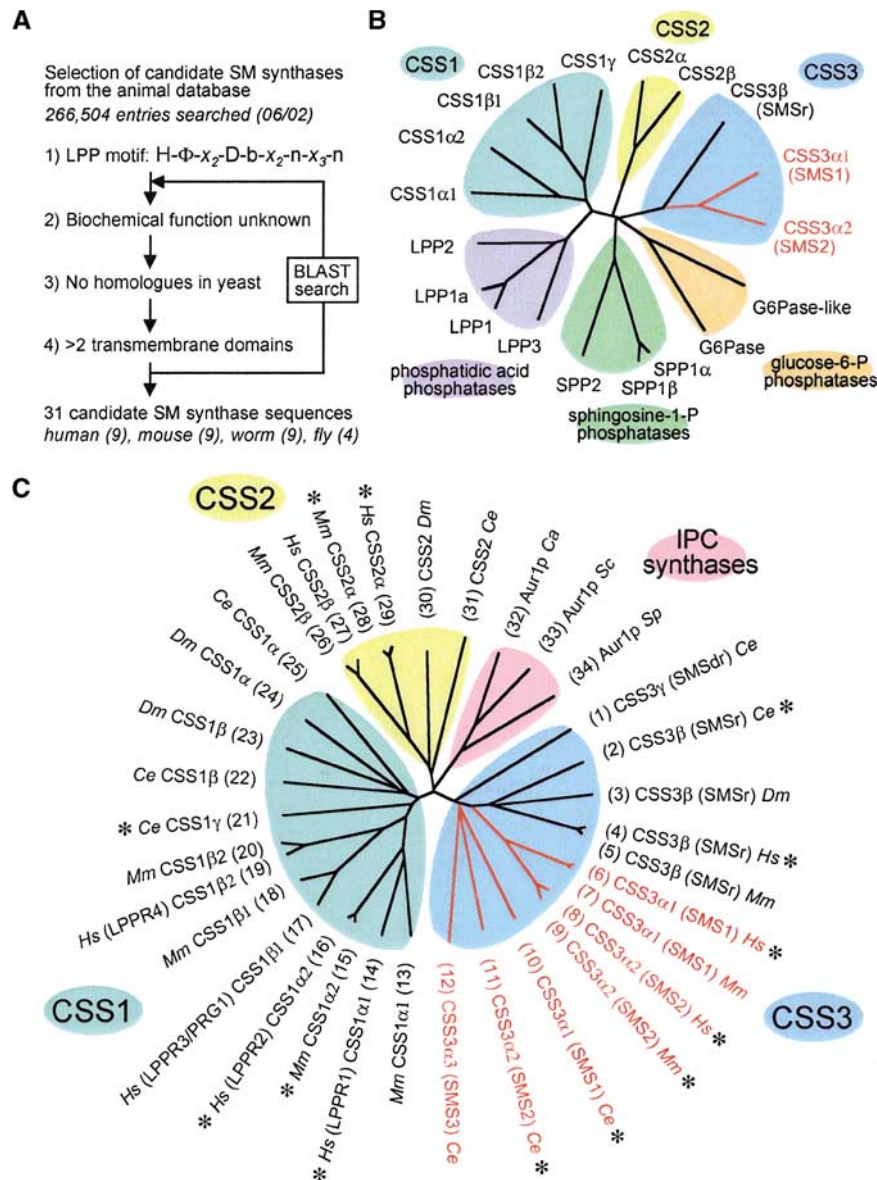 A
Selection of candidate SM synthases
from the animal database
266,504 entries searched (06/02)
1) LPP motif: H-Φ-x2-D-b-x2-n-x3-n
2) Biochemical function unknown
3) No homologues in yeast
BLAST
search
4) >2 transmembrane domains
31 candidate SM synthase sequences
human (9), mouse (9), worm (9), fly (4)
B
CSS1
CSS2
CSS3
CSS1α1
CSS1α2
CSS1β1
CSS1β2
CSS1γ
CSS2α
CSS2β
CSS3β
(SMSr)
CSS3α1
(SMS1)
CSS3α2
(SMS2)
G6Pase-like
G6Pase
glucose-6-P
phosphatases
SPP1α
SPP1β
SPP2
sphingosine-1-P
phosphatases
LPP3
LPP1
LPP1a
LPP2
phosphatidic acid
phosphatases
C
CSS2
IPC
synthases
CSS1
CSS3
(1) CSS3γ (SMSdr) Ce
(2) CSS3β (SMSr) Ce *
(3) CSS3β (SMSr) Dm
(4) CSS3β (SMSr) Hs *
(5) CSS3β (SMSr) Mm
(6) CSS3α1 (SMS1) Hs *
(7) CSS3α1 (SMS1) Mm
(8) CSS3α2 (SMS2) Hs *
(9) CSS3α2 (SMS2) Mm *
(10) CSS3α1 (SMS1) Ce *
(11) CSS3α2 (SMS2) Ce *
(12) CSS3α3 (SMS3) Ce
Mm CSS1α1 (13)
* Hs (LPPR1) CSS1α1 (14)
* Mm CSS1α2 (15)
* Hs (LPPR2) CSS1α2 (16)
Hs (LPPR3/PRG1) CSS1β1 (17)
Mm CSS1β1 (18)
Hs (LPPR4) CSS1β2 (19)
Mm CSS1β2 (20)
* Ce CSS1γ (21)
Ce CSS1β (22)
Dm CSS1β (23)
Dm CSS1α (24)
Ce CSS1α (25)
Mm CSS2β (26)
Hs CSS2β (27)
* Mm CSS2α (28)
* Hs CSS2α (29)
(30) CSS2 Dm
(31) CSS2 Ce
(32) Aur1p Ca
(33) Aur1p Sc
(34) Aur1p Sp